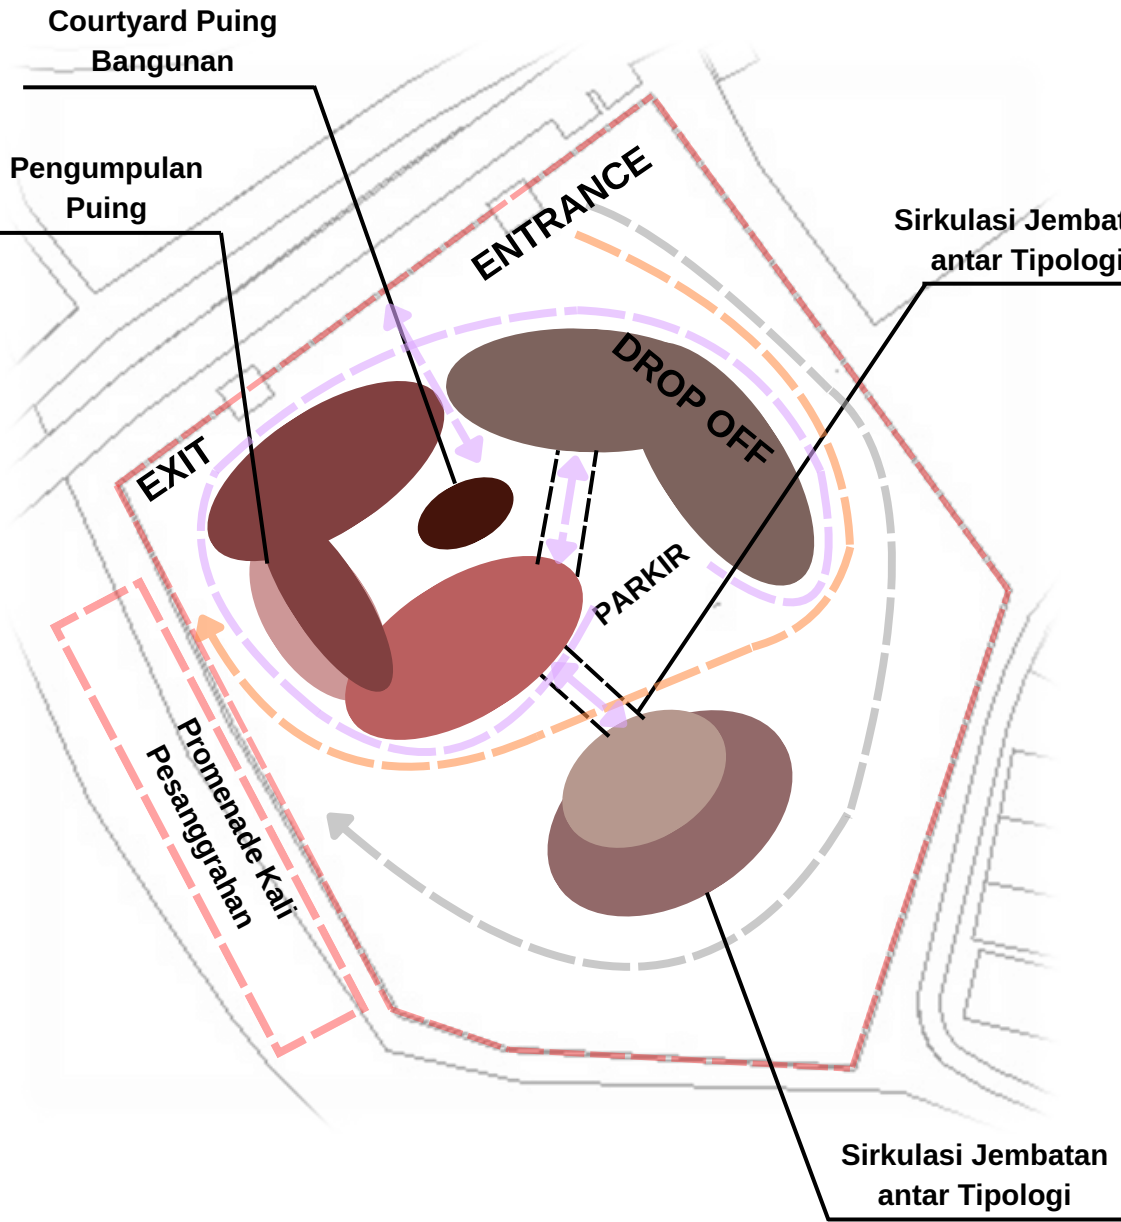 Courtyard Puing
Bangunan
Pengumpulan
Puing
ENTRANCE
Sirkulasi Jembat
antar Tipologi
DROP OFF
EXIT
PARKIR
Promenade Kali
Pesanggrahan
Sirkulasi Jembatan
antar Tipologi